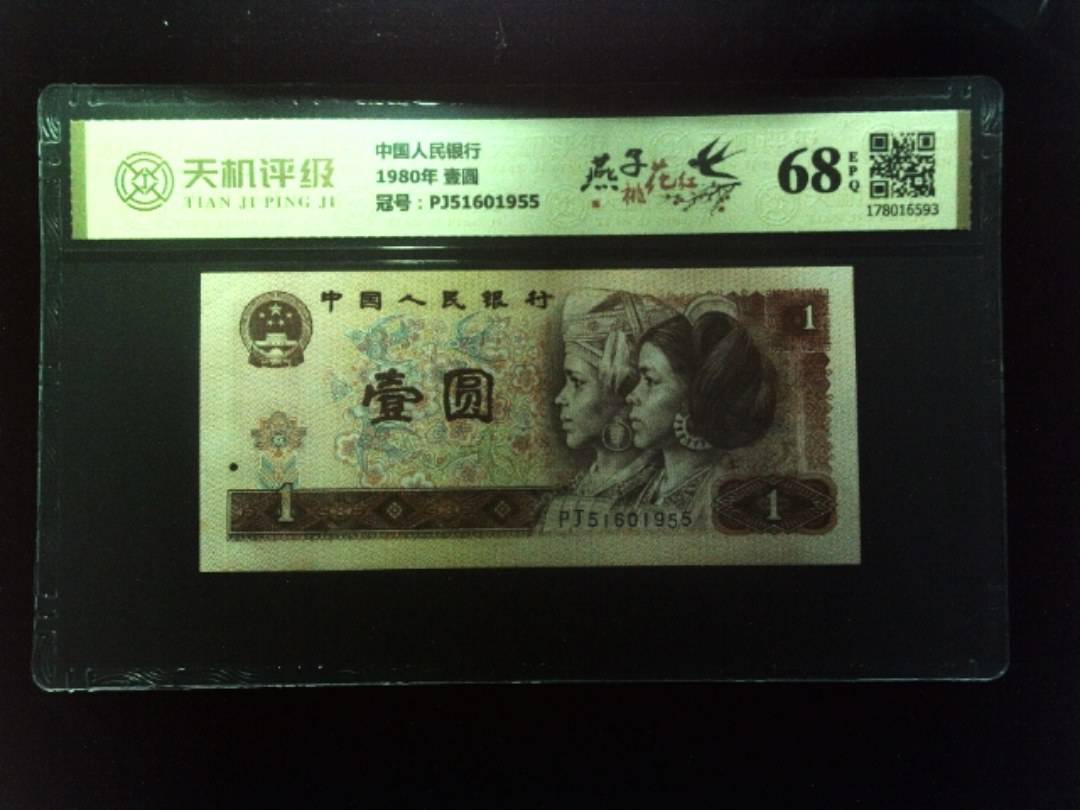 天机评级
TIAN JI PING JI
中国人民银行
1980年 壹圆
冠号：PJ51601955
燕子
桃花红
68
EPQ
178016593
中国人民银行
1
壹圆
1
PJ51601955
1